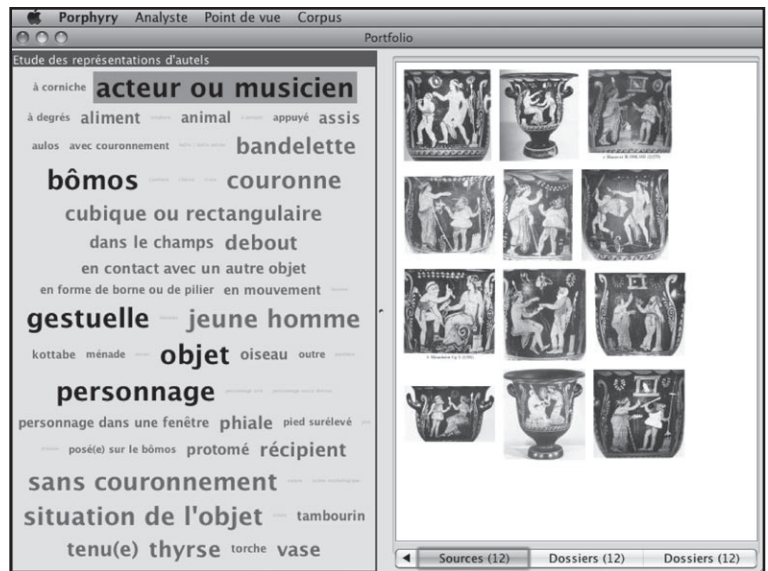 Porphyry Analyste Point de vue Corpus
Portfolio
Etude des représentations d'autels
à corniche acteur ou musicien
à degrés aliment animal appuyé assis
aulos avec couronnement bandelette
bômos couronne
cubique ou rectangulaire
dans le champs debout
en contact avec un autre objet
en forme de borne ou de pilier en mouvement
gestuelle jeune homme
kottabe ménade objet oiseau outre
personnage
personnage dans une fenêtre phiale pied surélevé
posé(e) sur le bômos protomé récipient
sans couronnement
situation de l'objet tambourin
tenu(e) thyrse torche vase
Sources (12) Dossiers (12) Dossiers (12)